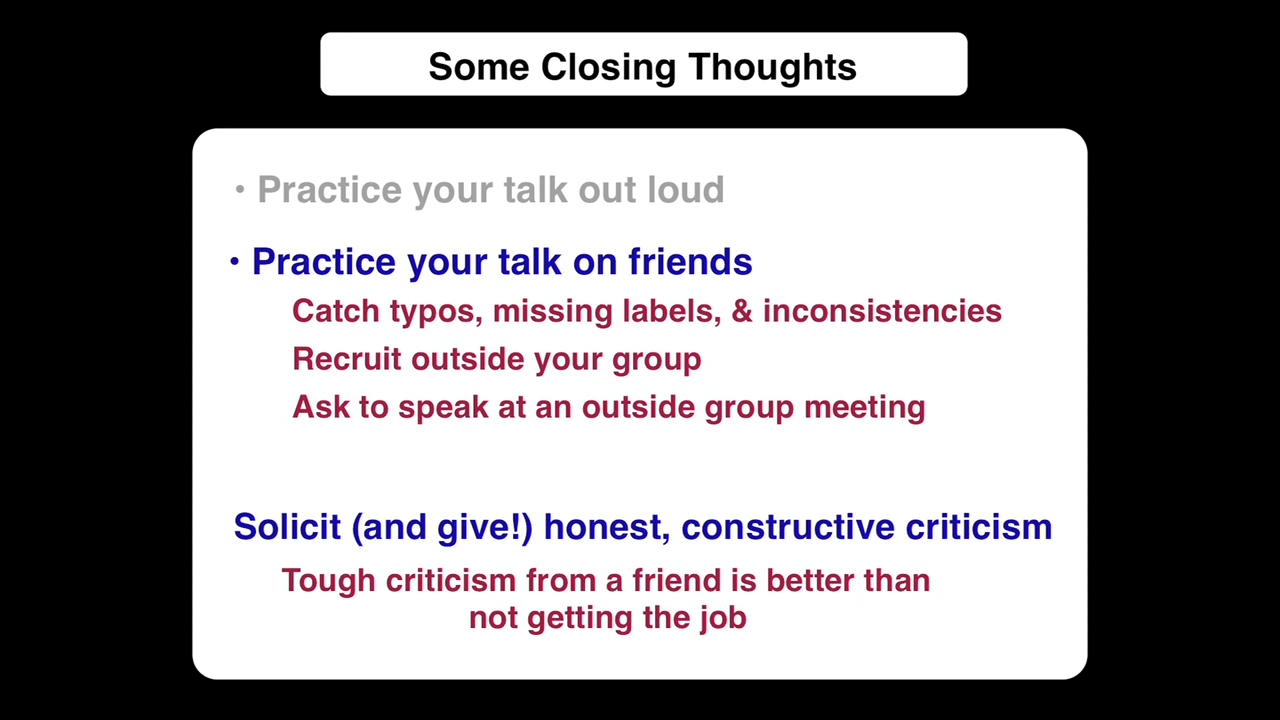 Some Closing Thoughts
• Practice your talk out loud
• Practice your talk on friends
Catch typos, missing labels, & inconsistencies
Recruit outside your group
Ask to speak at an outside group meeting
Solicit (and give!) honest, constructive criticism
Tough criticism from a friend is better than
not getting the job